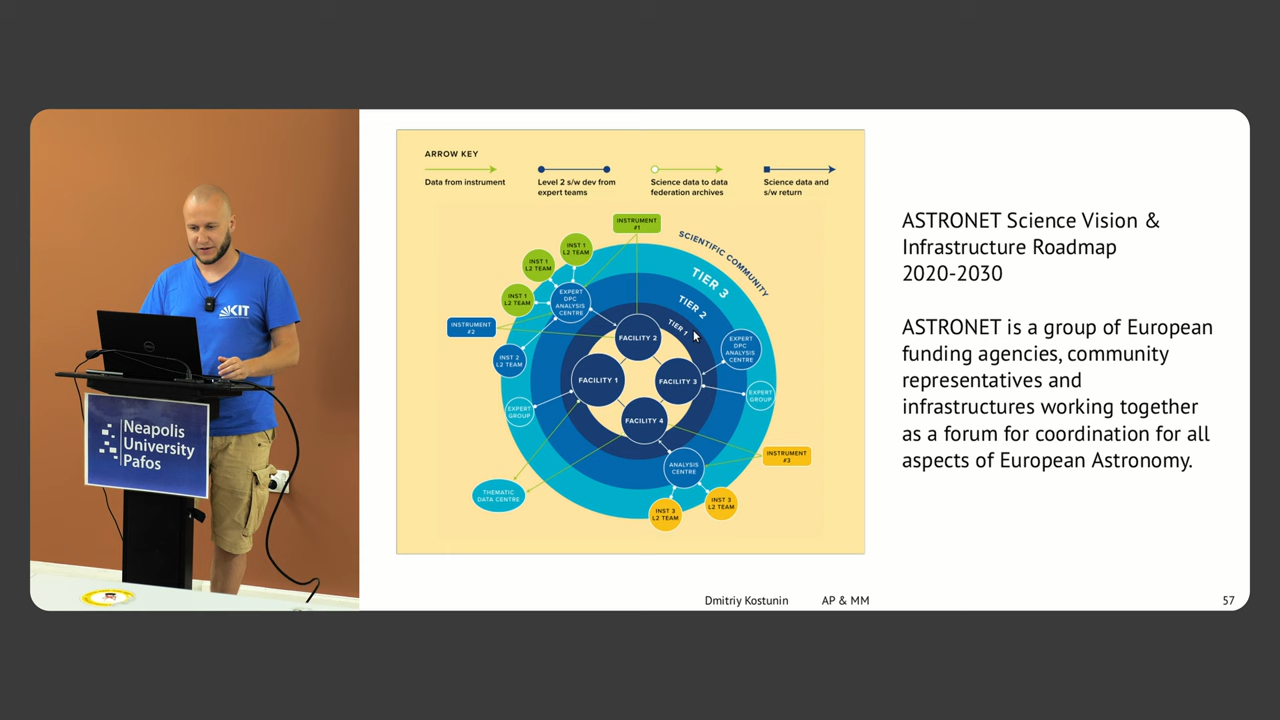 KIT
DELL
Neapolis
University
Pafos
ARROW KEY
Data from instrument
Level 2 s/w dev from
expert teams
Science data to data
federation archives
Science data and
s/w return
INSTRUMENT
#1
SCIENTIFIC COMMUNITY
TIER 3
TIER 2
TIER 1
INST 1
L2 TEAM
INST 1
L2 TEAM
INST 1
L2 TEAM
EXPERT
DPC
ANALYSIS
CENTRE
INSTRUMENT
#2
INST 2
L2 TEAM
EXPERT
GROUP
FACILITY 2
FACILITY 1
FACILITY 3
FACILITY 4
EXPERT
DPC
ANALYSIS
CENTRE
EXPERT
GROUP
INSTRUMENT
#3
ANALYSIS
CENTRE
THEMATIC
DATA CENTRE
INST 3
L2 TEAM
INST 3
L2 TEAM
ASTRONET Science Vision &
Infrastructure Roadmap
2020-2030
ASTRONET is a group of European
funding agencies, community
representatives and
infrastructures working together
as a forum for coordination for all
aspects of European Astronomy.
Dmitriy Kostunin AP & MM
57